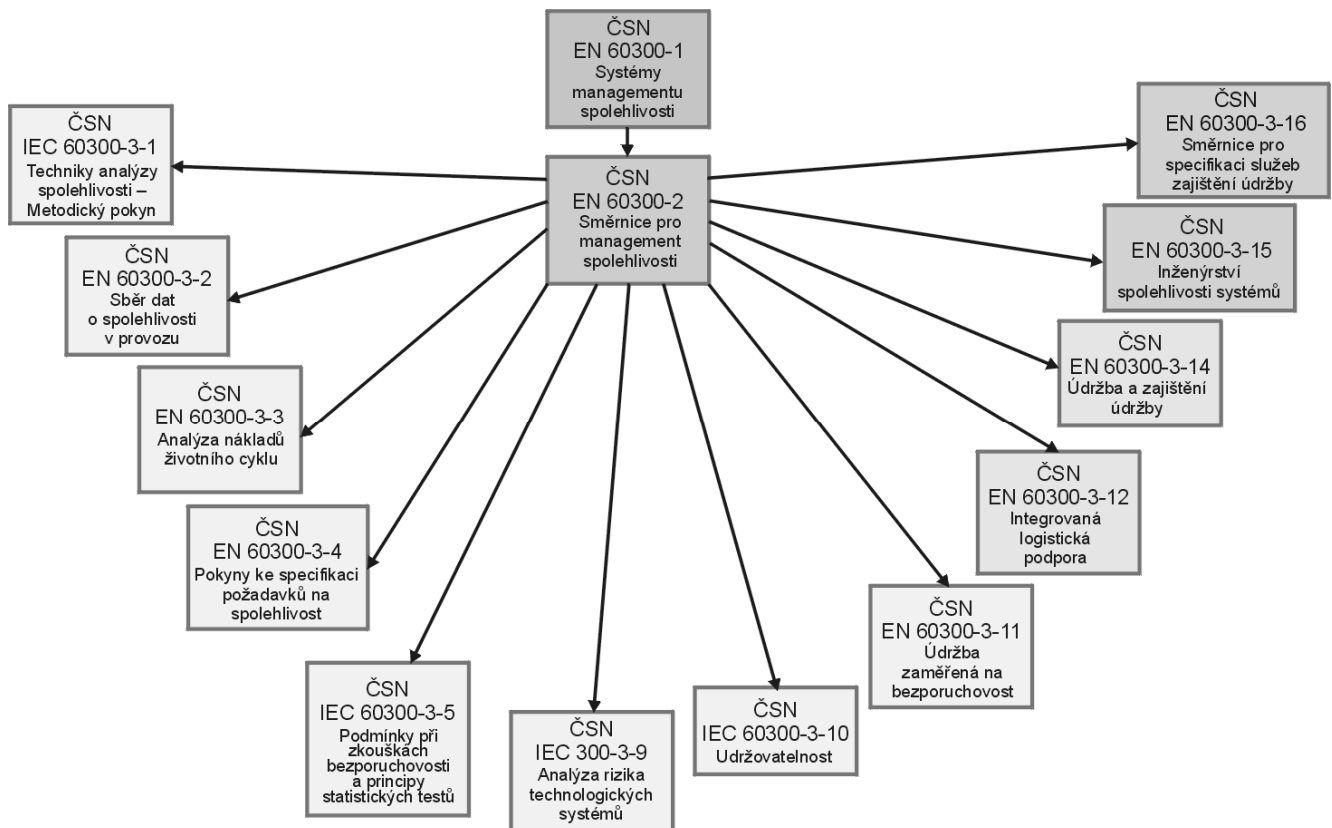 ČSN
EN 60300-1
Systémy
managementu
spolehlivosti
ČSN
EN 60300-2
Směrnice pro
management
spolehlivosti
ČSN
IEC 60300-3-1
Techniky analýzy
spolehlivosti –
Metodický pokyn
ČSN
EN 60300-3-2
Sběr dat
o spolehlivosti
v provozu
ČSN
EN 60300-3-3
Analýza nákladů
životního cyklu
ČSN
EN 60300-3-4
Pokyny ke specifikaci
požadavků na
spolehlivost
ČSN
IEC 60300-3-5
Podmínky při
zkouškách
bezporuchovosti
a principy
statistických testů
ČSN
IEC 300-3-9
Analýza rizika
technologických
systémů
ČSN
IEC 60300-3-10
Udržovatelnost
ČSN
EN 60300-3-11
Údržba
zaměřená na
bezporuchovost
ČSN
EN 60300-3-12
Integrovaná
logistická
podpora
ČSN
EN 60300-3-14
Údržba a zajištění
údržby
ČSN
EN 60300-3-15
Inženýrství
spolehlivosti systémů
ČSN
EN 60300-3-16
Směrnice pro
specifikaci služeb
zajištění údržby